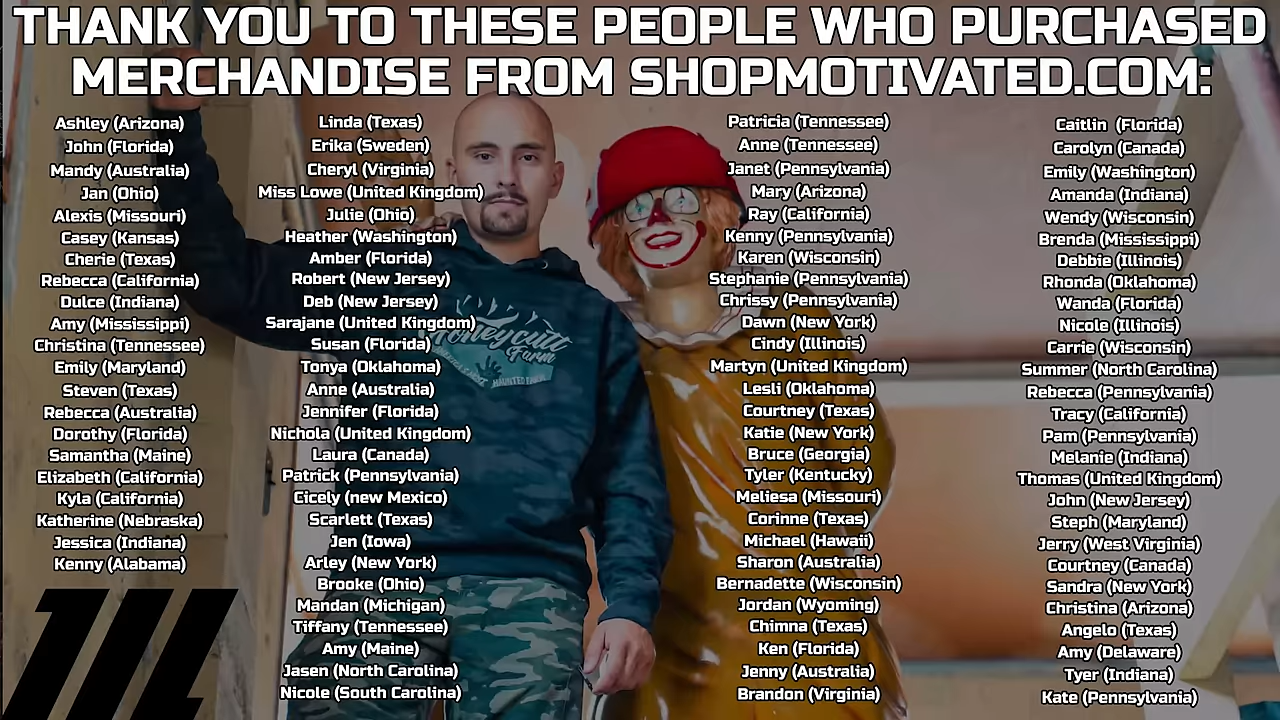 THANK YOU TO THESE PEOPLE WHO PURCHASED
MERCHANDISE FROM SHOPMOTIVATED.COM:
Ashley (Arizona)
John (Florida)
Mandy (Australia)
Jan (Ohio)
Alexis (Missouri)
Casey (Kansas)
Cherie (Texas)
Rebecca (California)
Dulce (Indiana)
Amy (Mississippi)
Christina (Tennessee)
Emily (Maryland)
Steven (Texas)
Rebecca (Australia)
Dorothy (Florida)
Samantha (Maine)
Elizabeth (California)
Kyla (California)
Katherine (Nebraska)
Jessica (Indiana)
Kenny (Alabama)
Linda (Texas)
Erika (Sweden)
Cheryl (Virginia)
Miss Lowe (United Kingdom)
Julie (Ohio)
Heather (Washington)
Amber (Florida)
Robert (New Jersey)
Deb (New Jersey)
Sarajane (United Kingdom)
Susan (Florida)
Tonya (Oklahoma)
Anne (Australia)
Jennifer (Florida)
Nichola (United Kingdom)
Laura (Canada)
Patrick (Pennsylvania)
Cicely (new Mexico)
Scarlett (Texas)
Jen (Iowa)
Arley (New York)
Brooke (Ohio)
Mandan (Michigan)
Tiffany (Tennessee)
Amy (Maine)
Jasen (North Carolina)
Nicole (South Carolina)
Patricia (Tennessee)
Anne (Tennessee)
Janet (Pennsylvania)
Mary (Arizona)
Ray (California)
Kenny (Pennsylvania)
Karen (Wisconsin)
Stephanie (Pennsylvania)
Chrissy (Pennsylvania)
Dawn (New York)
Cindy (Illinois)
Martyn (United Kingdom)
Lesli (Oklahoma)
Courtney (Texas)
Katie (New York)
Bruce (Georgia)
Tyler (Kentucky)
Meliesa (Missouri)
Corinne (Texas)
Michael (Hawaii)
Sharon (Australia)
Bernadette (Wisconsin)
Jordan (Wyoming)
Chimna (Texas)
Ken (Florida)
Jenny (Australia)
Brandon (Virginia)
Caitlin (Florida)
Carolyn (Canada)
Emily (Washington)
Amanda (Indiana)
Wendy (Wisconsin)
Brenda (Mississippi)
Debbie (Illinois)
Rhonda (Oklahoma)
Wanda (Florida)
Nicole (Illinois)
Carrie (Wisconsin)
Summer (North Carolina)
Rebecca (Pennsylvania)
Tracy (California)
Pam (Pennsylvania)
Melanie (Indiana)
Thomas (United Kingdom)
John (New Jersey)
Steph (Maryland)
Jerry (West Virginia)
Courtney (Canada)
Sandra (New York)
Christina (Arizona)
Angelo (Texas)
Amy (Delaware)
Tyer (Indiana)
Kate (Pennsylvania)
Honeycutt
Farm
HAUNTED FARM